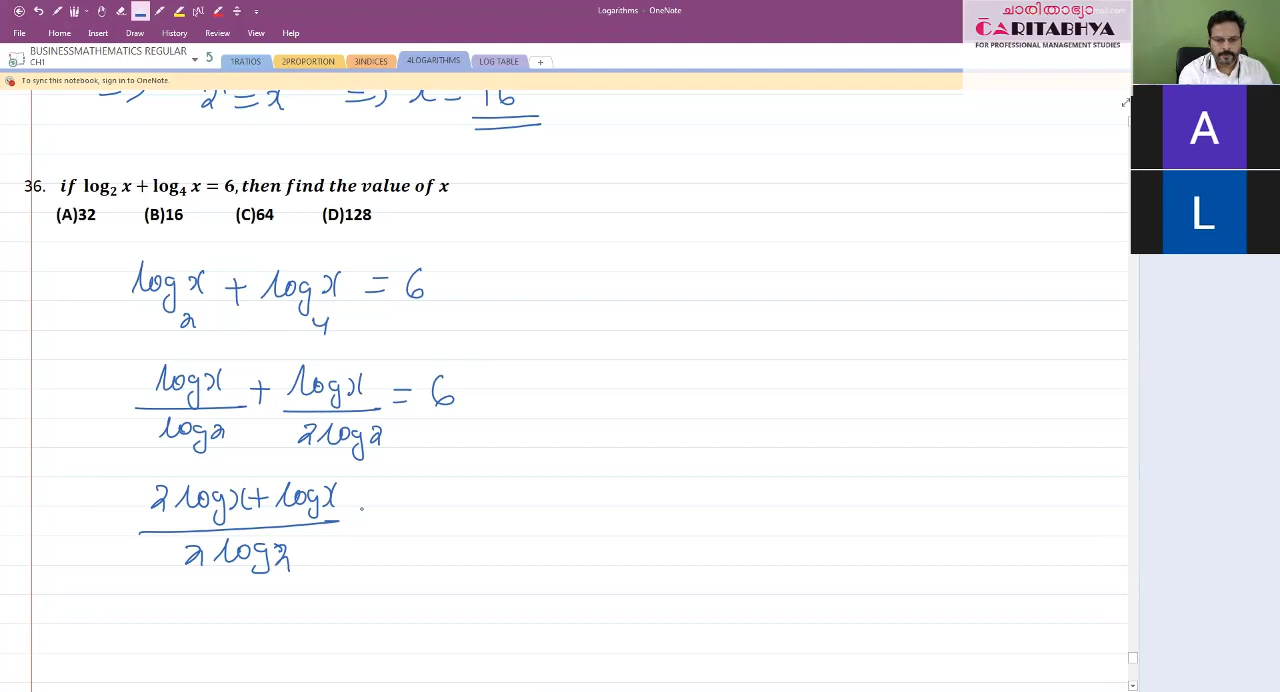 Logarithms - OneNote
ചാരിതാഭ്യാ
CARITABHYA
FOR PROFESSIONAL MANAGEMENT STUDIES
File Home Insert Draw History Review View Help
BUSINESSMATHEMATICS REGULAR
CH1
1RATIOS 2PROPORTION 3INDICES 4LOGARITHMS LOG TABLE +
To sync this notebook, sign in to OneNote.
= x => x = 16
36. if log₂ x + log₄ x = 6, then find the value of x
(A)32 (B)16 (C)64 (D)128
log₂ x + log₄ x = 6
log x / log 2 + log x / 2 log 2 = 6
2 log x + log x / 2 log 2
A
L